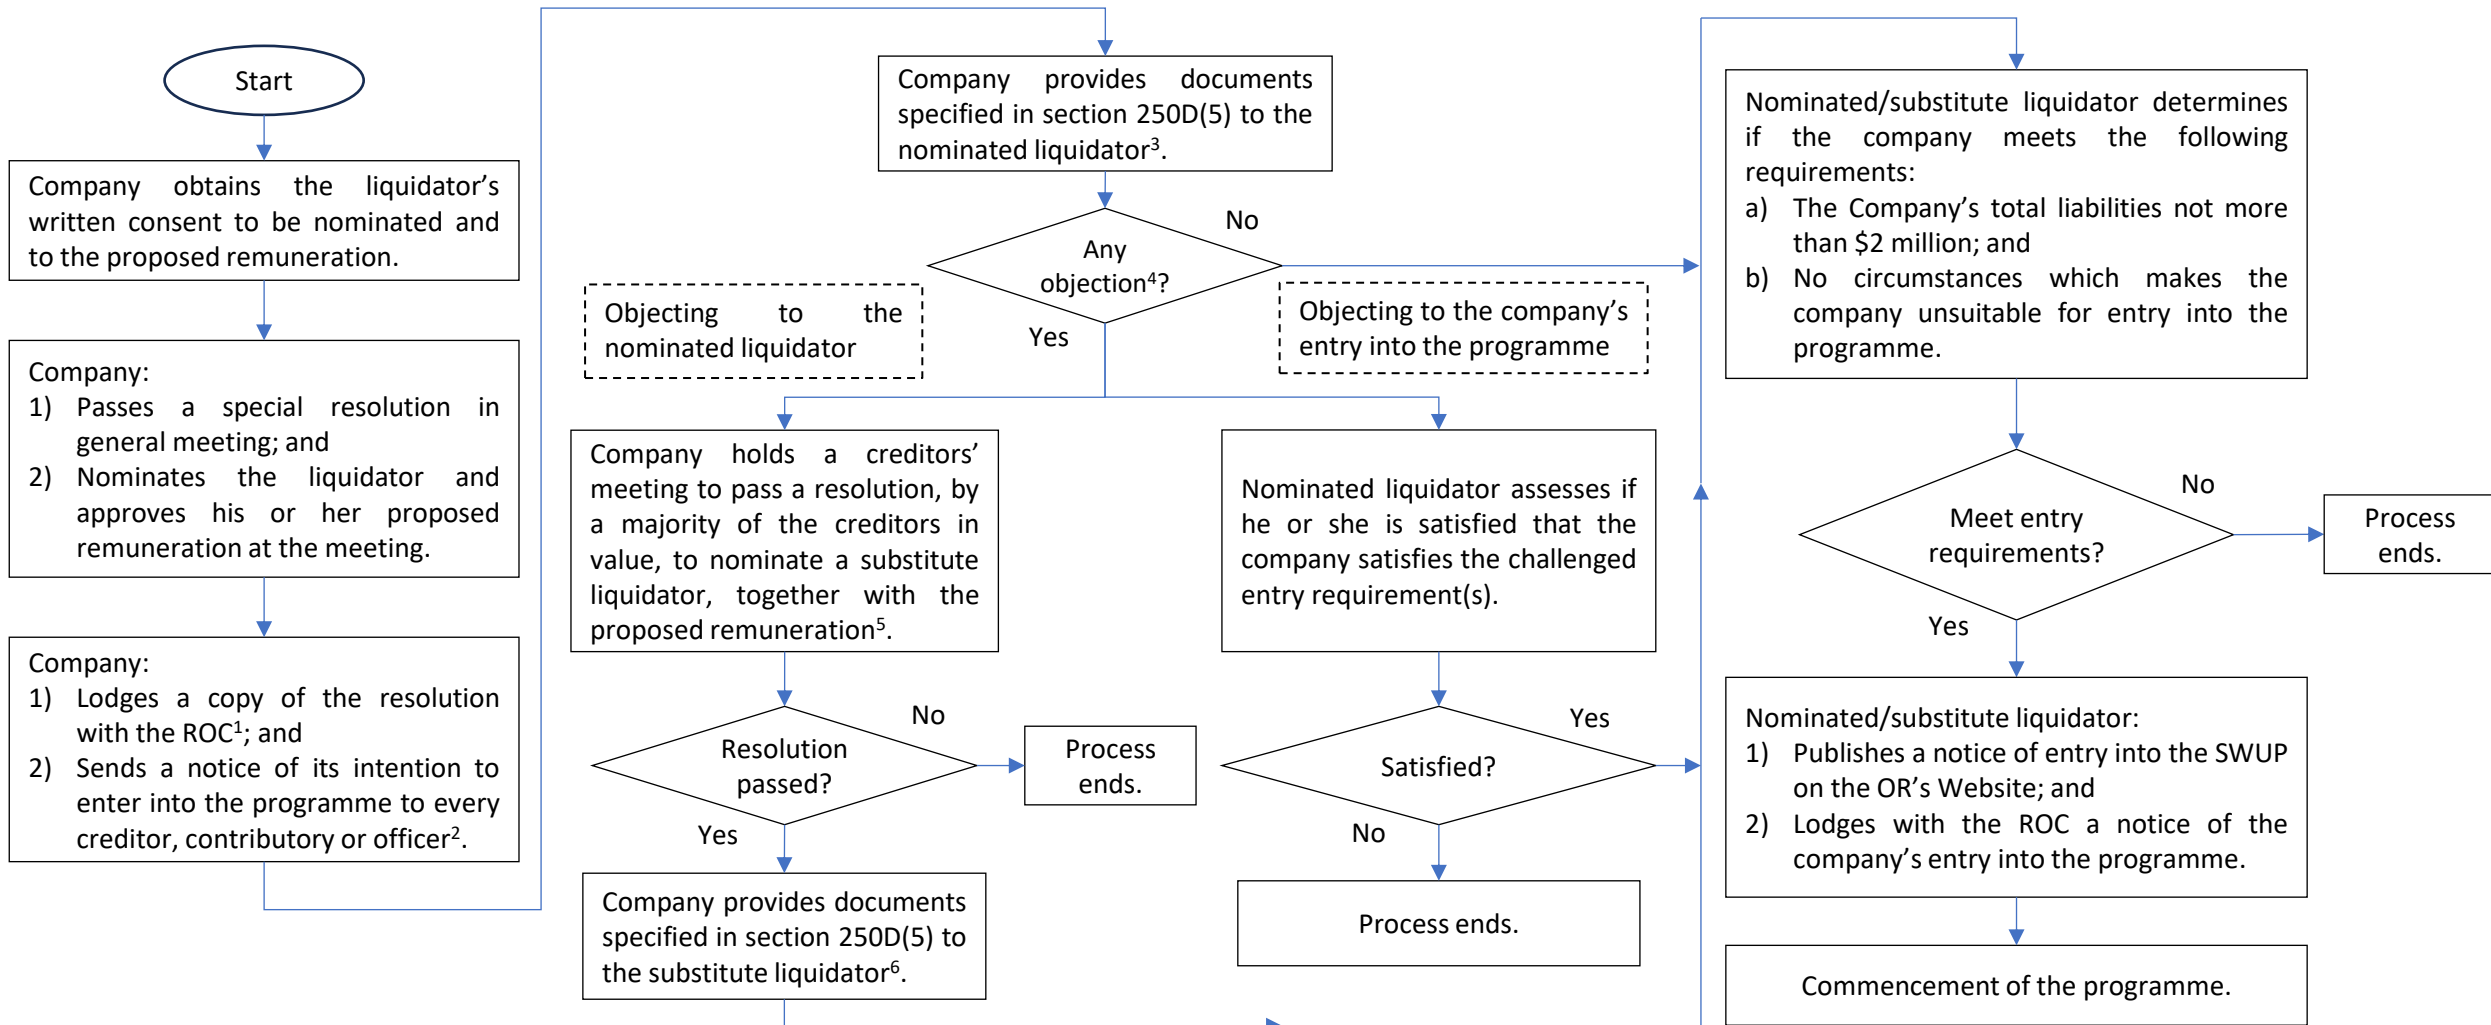 Start
Company obtains the liquidator’s
written consent to be nominated and
to the proposed remuneration.
Company:
1) Passes a special resolution in
general meeting; and
2) Nominates the liquidator and
approves his or her proposed
remuneration at the meeting.
Company:
1) Lodges a copy of the resolution
with the ROC1; and
2) Sends a notice of its intention to
enter into the programme to every
creditor, contributory or officer2.
Company provides documents
specified in section 250D(5) to the
nominated liquidator3.
Any
objection4?
No
Yes
Objecting to the
nominated liquidator
Objecting to the company’s
entry into the programme
Company holds a creditors’
meeting to pass a resolution, by
a majority of the creditors in
value, to nominate a substitute
liquidator, together with the
proposed remuneration5.
Resolution
passed?
No
Process
ends.
Yes
Company provides documents
specified in section 250D(5) to
the substitute liquidator6.
Nominated liquidator assesses if
he or she is satisfied that the
company satisfies the challenged
entry requirement(s).
Satisfied?
Yes
No
Process ends.
Nominated/substitute liquidator determines
if the company meets the following
requirements:
a) The Company’s total liabilities not more
than $2 million; and
b) No circumstances which makes the
company unsuitable for entry into the
programme.
Meet entry
requirements?
No
Process
ends.
Yes
Nominated/substitute liquidator:
1) Publishes a notice of entry into the SWUP
on the OR’s Website; and
2) Lodges with the ROC a notice of the
company’s entry into the programme.
Commencement of the programme.